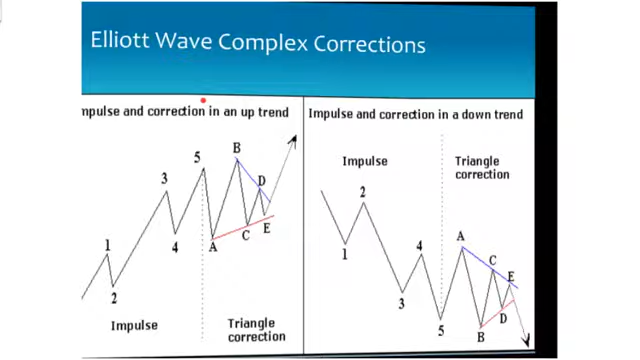 Elliott Wave Complex Corrections
mpulse and correction in an up trend
Impulse and correction in a down trend
B
5
D
3
4
A
C
E
1
2
Impulse
Triangle
correction
Impulse
Triangle
correction
2
4
A
1
C
E
3
D
5
B